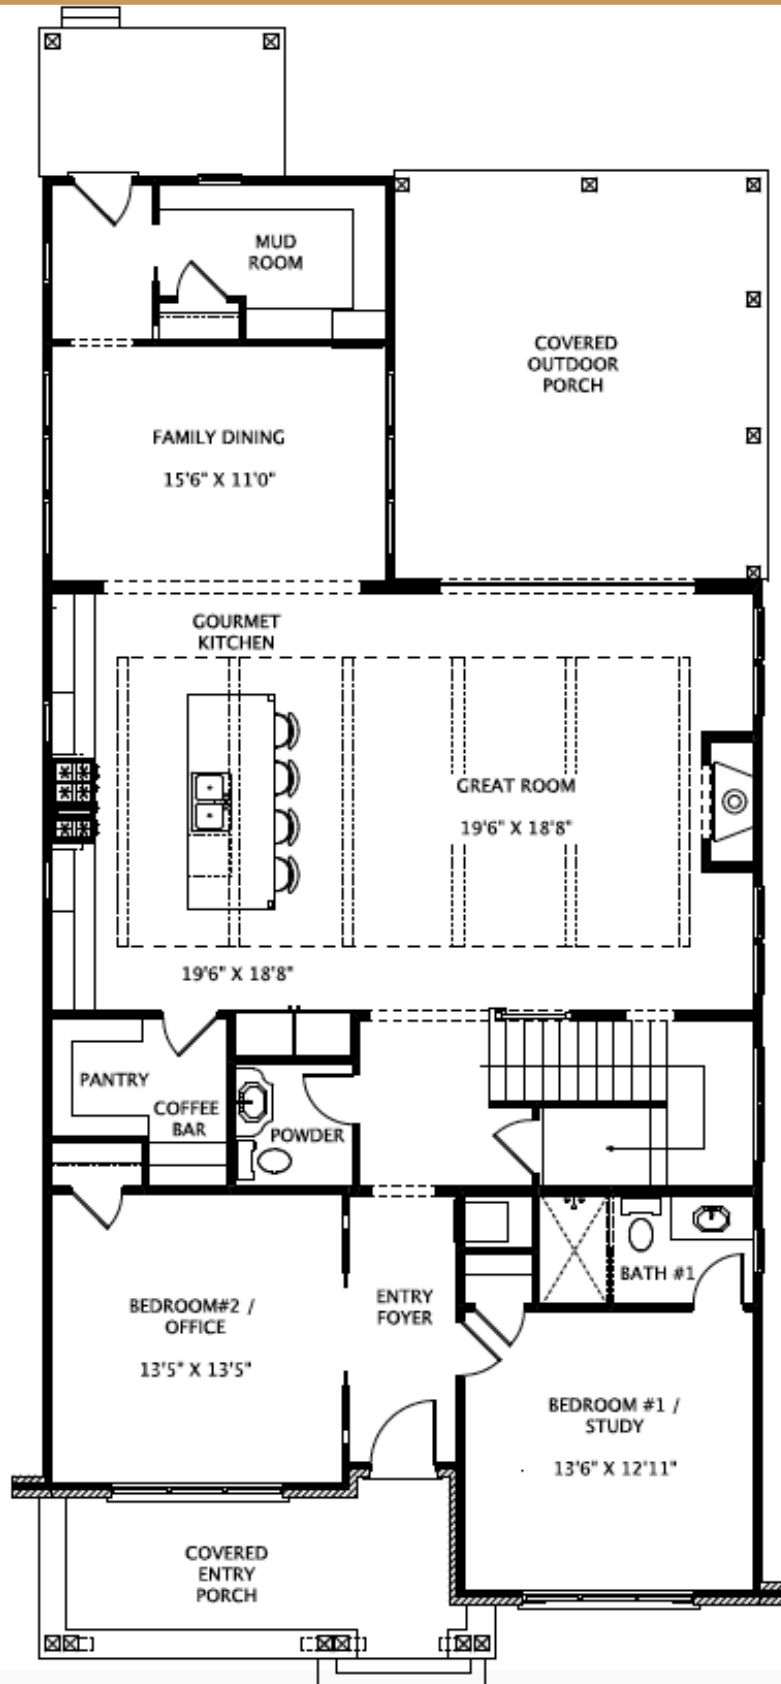 MUD
ROOM
COVERED
OUTDOOR
PORCH
FAMILY DINING
15'6" X 11'0"
GOURMET
KITCHEN
GREAT ROOM
19'6" X 18'8"
19'6" X 18'8"
PANTRY
COFFEE
BAR
POWDER
BATH #1
ENTRY
FOYER
BEDROOM#2 /
OFFICE
13'5" X 13'5"
BEDROOM #1 /
STUDY
13'6" X 12'11"
COVERED
ENTRY
PORCH